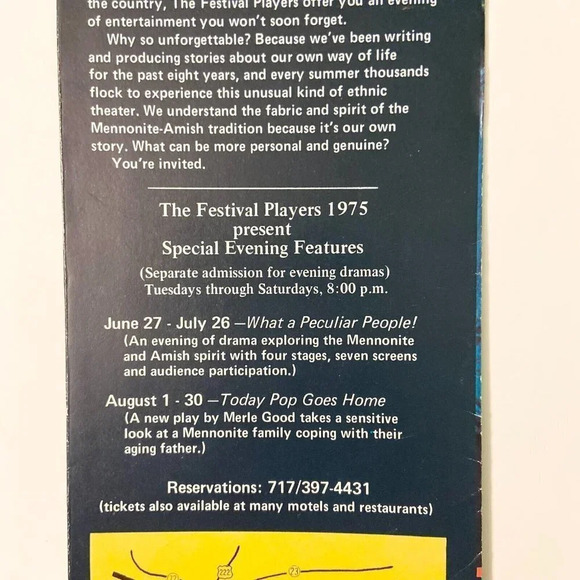 the country, The Festival Players offer you an evening
of entertainment you won't soon forget.
Why so unforgettable? Because we've been writing
and producing stories about our own way of life
for the past eight years, and every summer thousands
flock to experience this unusual kind of ethnic
theater. We understand the fabric and spirit of the
Mennonite-Amish tradition because it's our own
story. What can be more personal and genuine?
You're invited.
The Festival Players 1975
present
Special Evening Features
(Separate admission for evening dramas)
Tuesdays through Saturdays, 8:00 p.m.
June 27 - July 26 —What a Peculiar People!
(An evening of drama exploring the Mennonite
and Amish spirit with four stages, seven screens
and audience participation.)
August 1 - 30 —Today Pop Goes Home
(A new play by Merle Good takes a sensitive
look at a Mennonite family coping with their
aging father.)
Reservations: 717/397-4431
(tickets also available at many motels and restaurants)
222 23